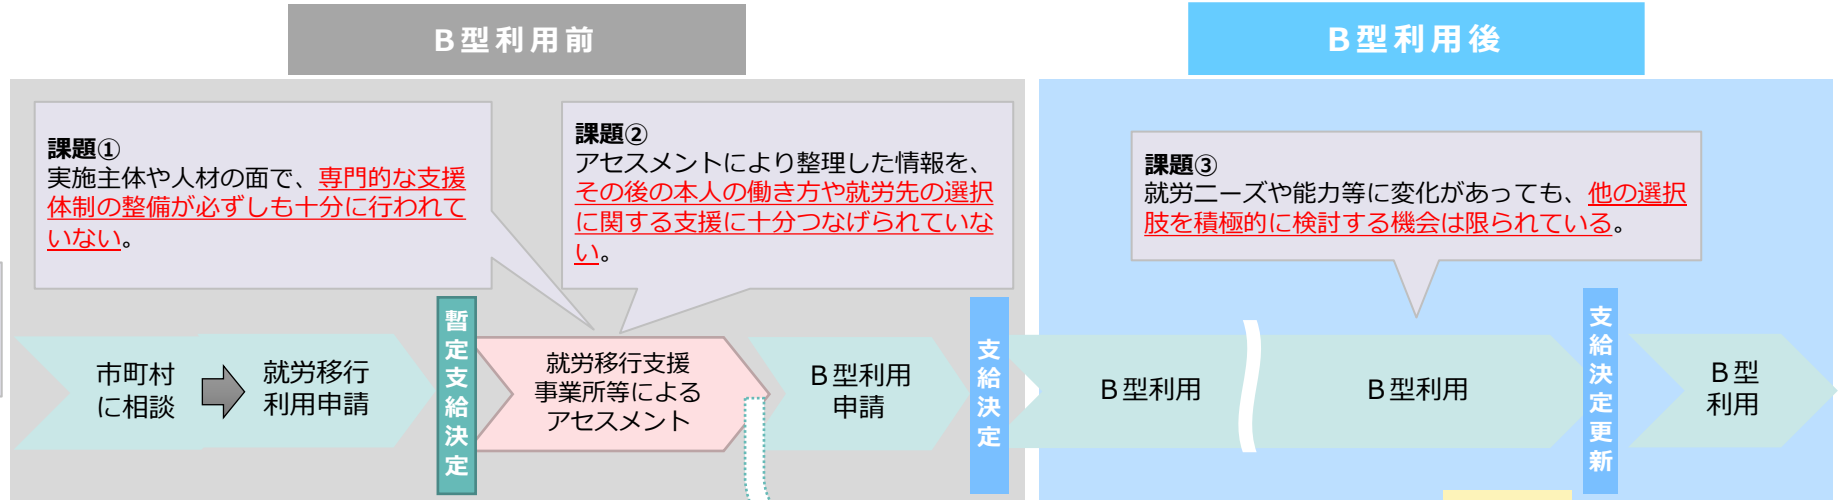 B型利用前
B型利用後
課題①
実施主体や人材の面で、専門的な支援
体制の整備が必ずしも十分に行われて
いない。
課題②
アセスメントにより整理した情報を、
その後の本人の働き方や就労先の選択
に関する支援に十分つなげられていな
い。
課題③
就労ニーズや能力等に変化があっても、他の選択
肢を積極的に検討する機会は限られている。
市町村
に相談
就労移行
利用申請
暫定支給決定
就労移行支援
事業所等による
アセスメント
B型利用
申請
支給決定
B型利用
B型利用
支給決定更新
B型
利用